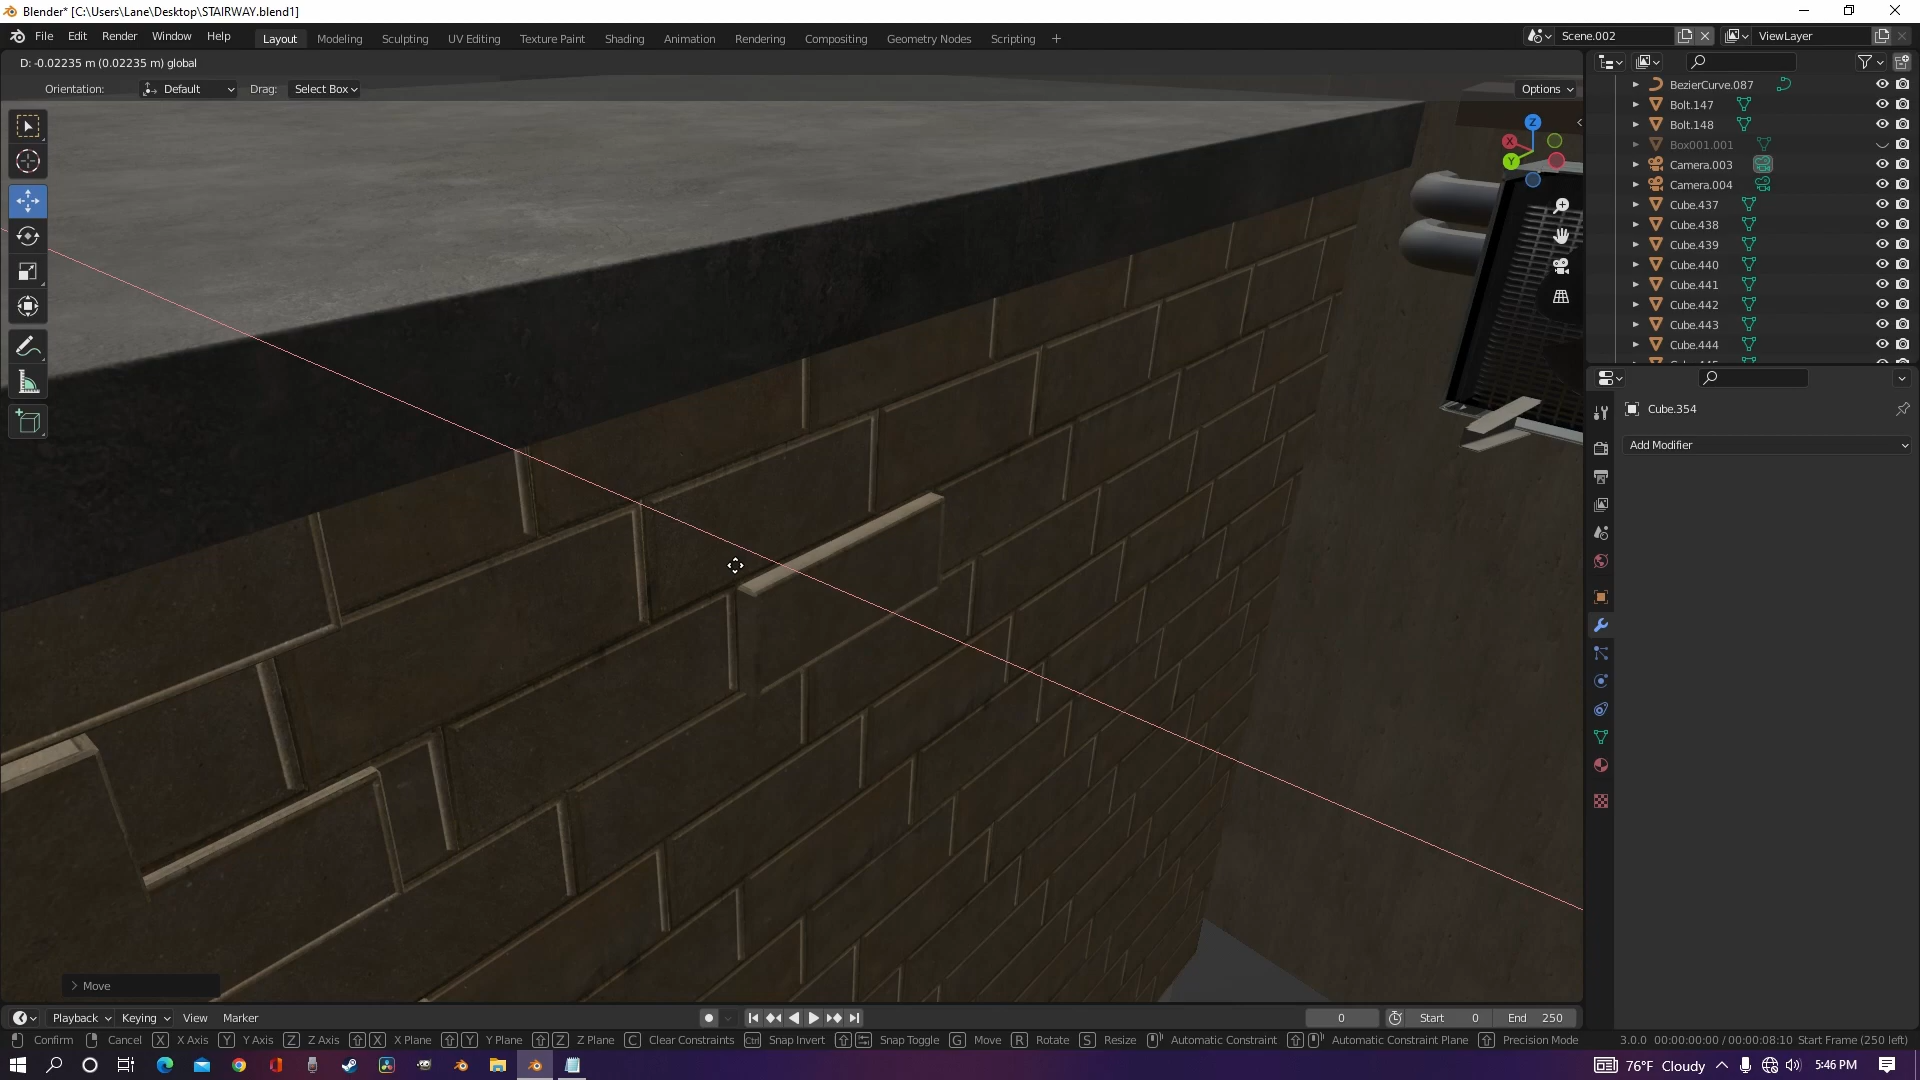 Blender* [C:\Users\Lane\Desktop\STAIRWAY.blend1]
File Edit Render Window Help Layout Modeling Sculpting UV Editing Texture Paint Shading Animation Rendering Compositing Geometry Nodes Scripting Scene.002 ViewLayer
D: -0.02235 m (0.02235 m) global
Orientation: Default Drag: Select Box Options
Z
X
Y
BezierCurve.087
Bolt.147
Bolt.148
Box001.001
Camera.003
Camera.004
Cube.437
Cube.438
Cube.439
Cube.440
Cube.441
Cube.442
Cube.443
Cube.444
Cube.354
Add Modifier
Move
Playback Keying View Marker 0 Start 0 End 250
Confirm Cancel X X Axis Y Y Axis Z Z Axis X X Plane Y Y Plane Z Z Plane C Clear Constraints Ctrl Snap Invert Snap Toggle G Move R Rotate S Resize Automatic Constraint Automatic Constraint Plane Precision Mode 3.0.0 00:00:00:00 / 00:00:08:10 Start Frame (250 left)
76°F Cloudy 5:46 PM